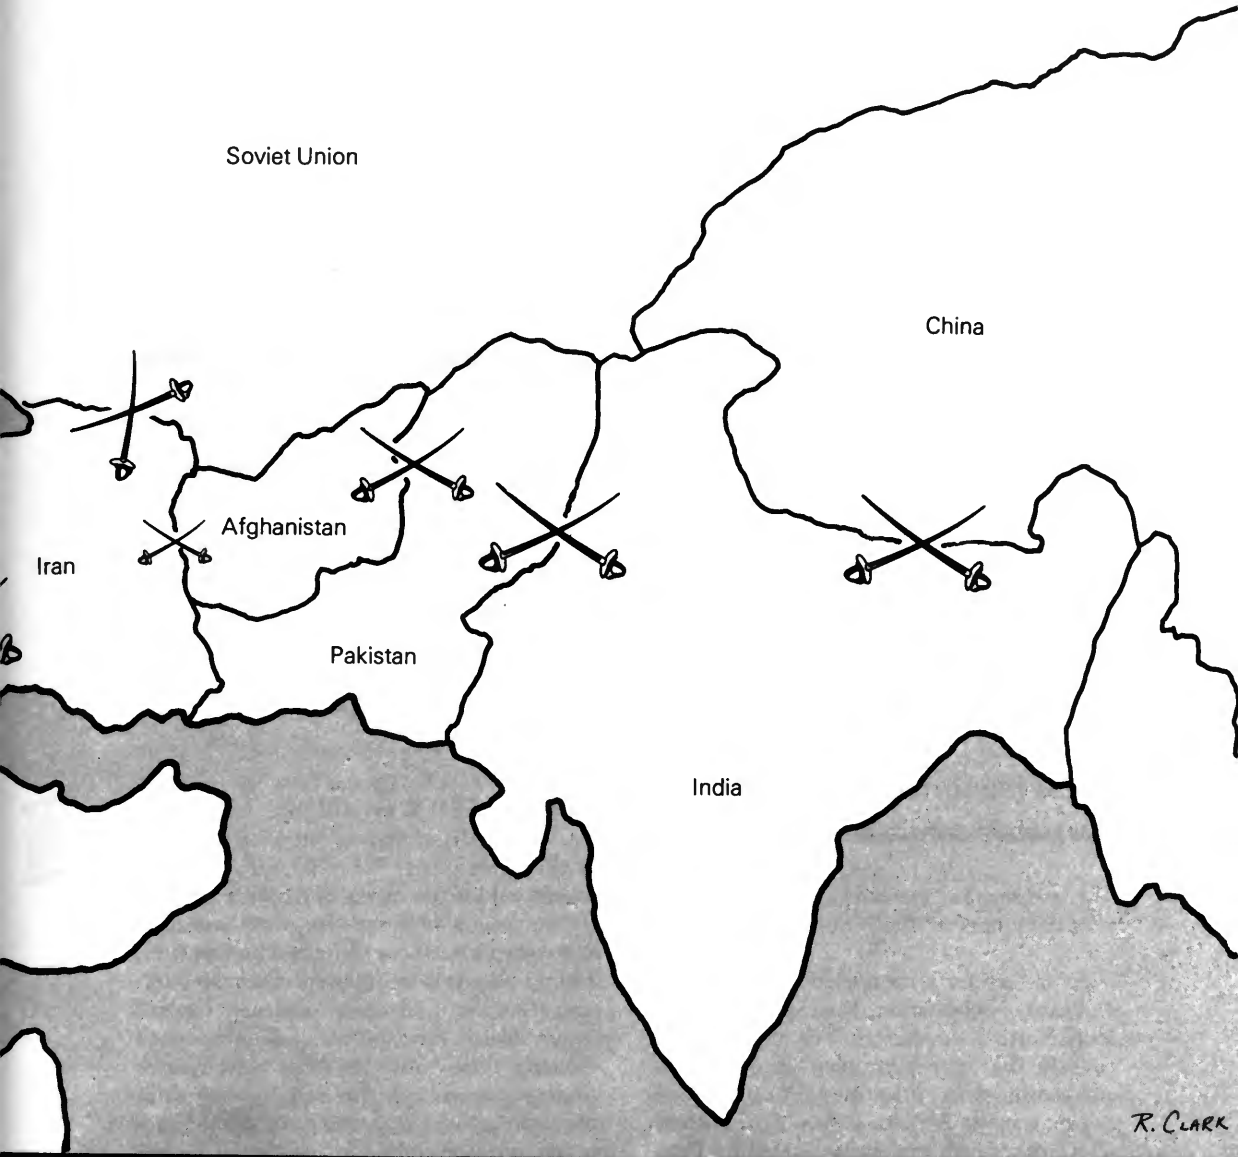 Soviet Union
China
Afghanistan
Iran
Pakistan
India
R. CLARK